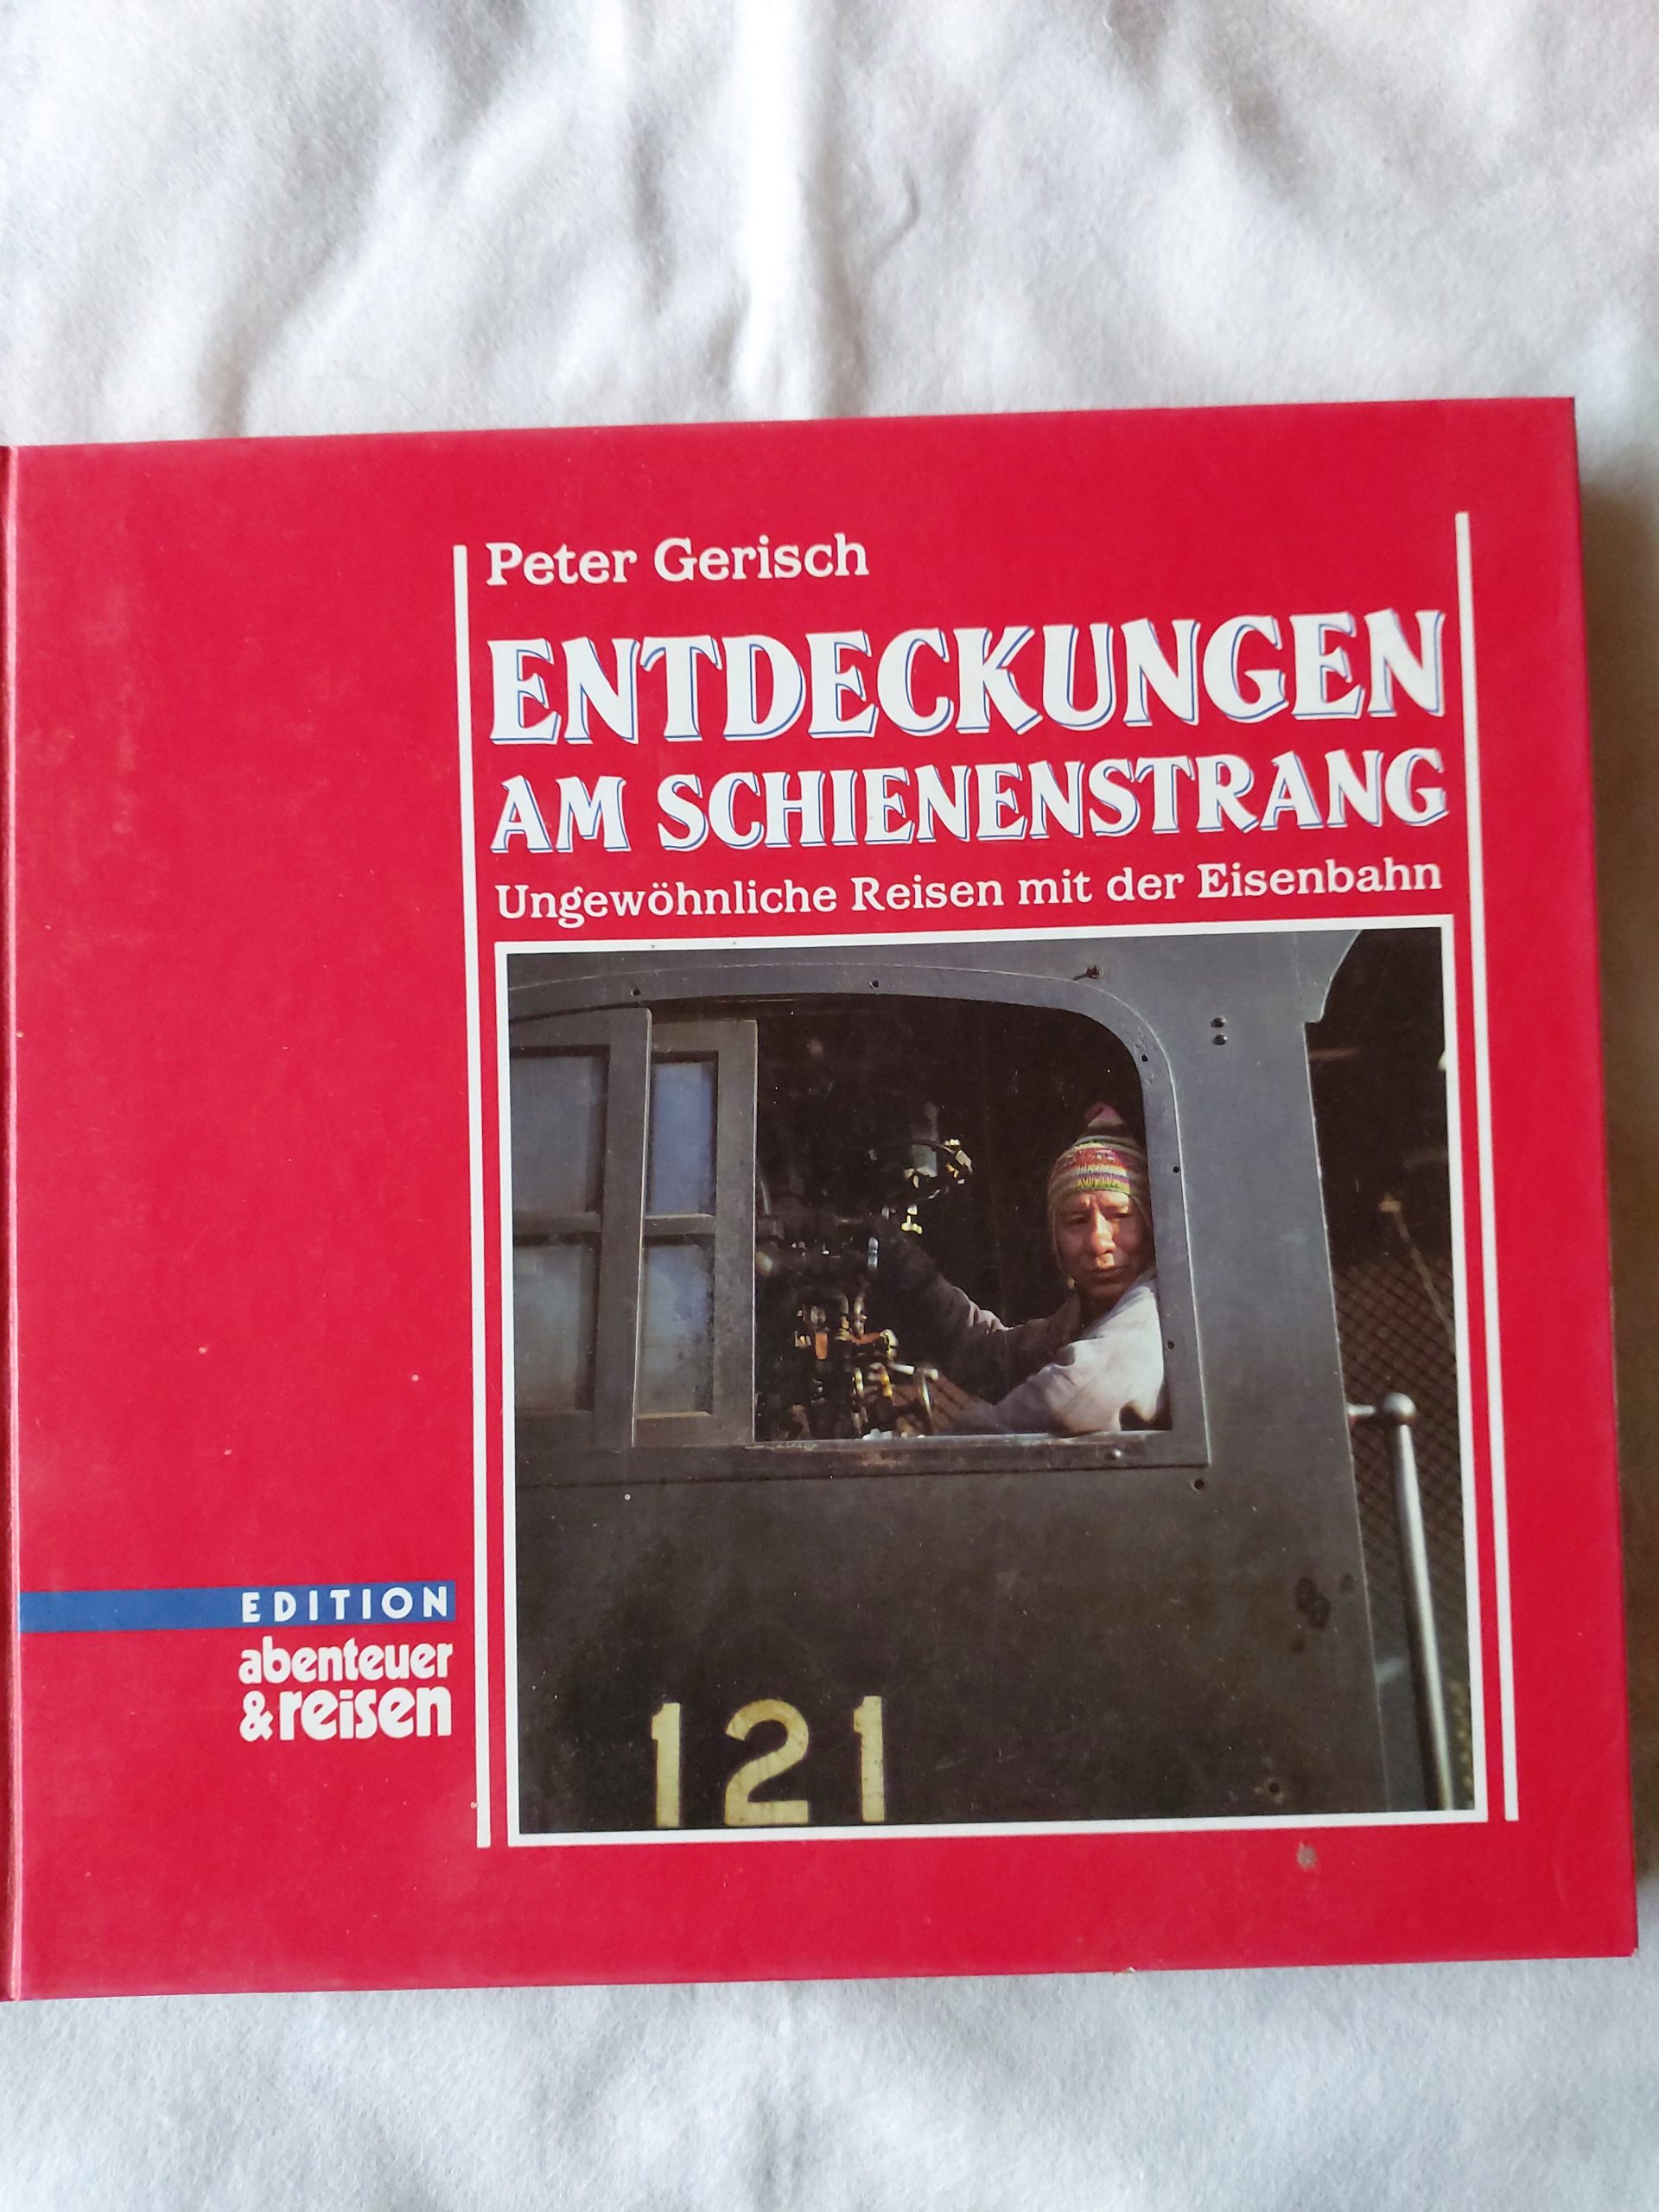 Peter Gerisch
ENTDECKUNGEN
AM SCHIENENSTRANG
Ungewöhnliche Reisen mit der Eisenbahn
EDITION
abenteuer
&reisen
121